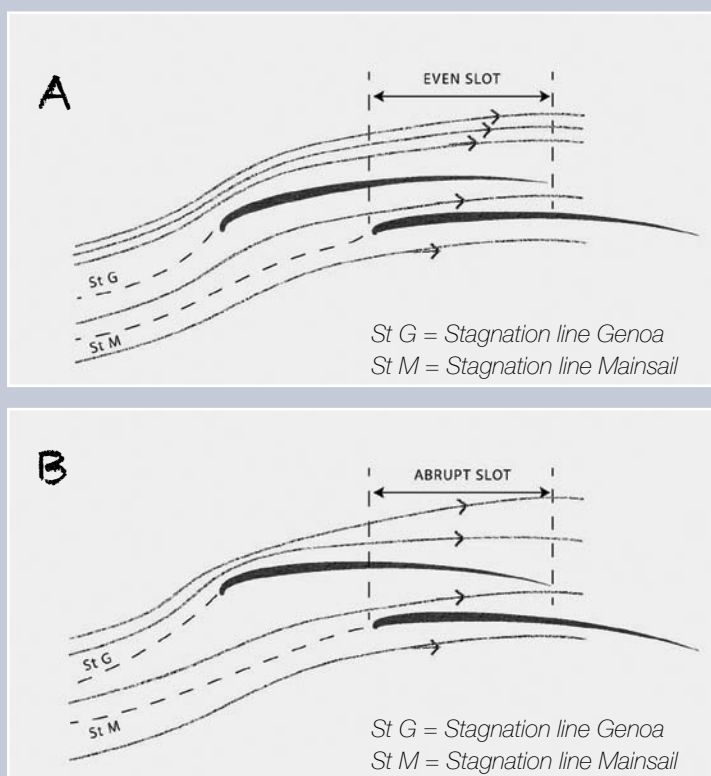 A
EVEN SLOT
St G
St M
St G = Stagnation line Genoa
St M = Stagnation line Mainsail
B
ABRUPT SLOT
St G
St M
St G = Stagnation line Genoa
St M = Stagnation line Mainsail